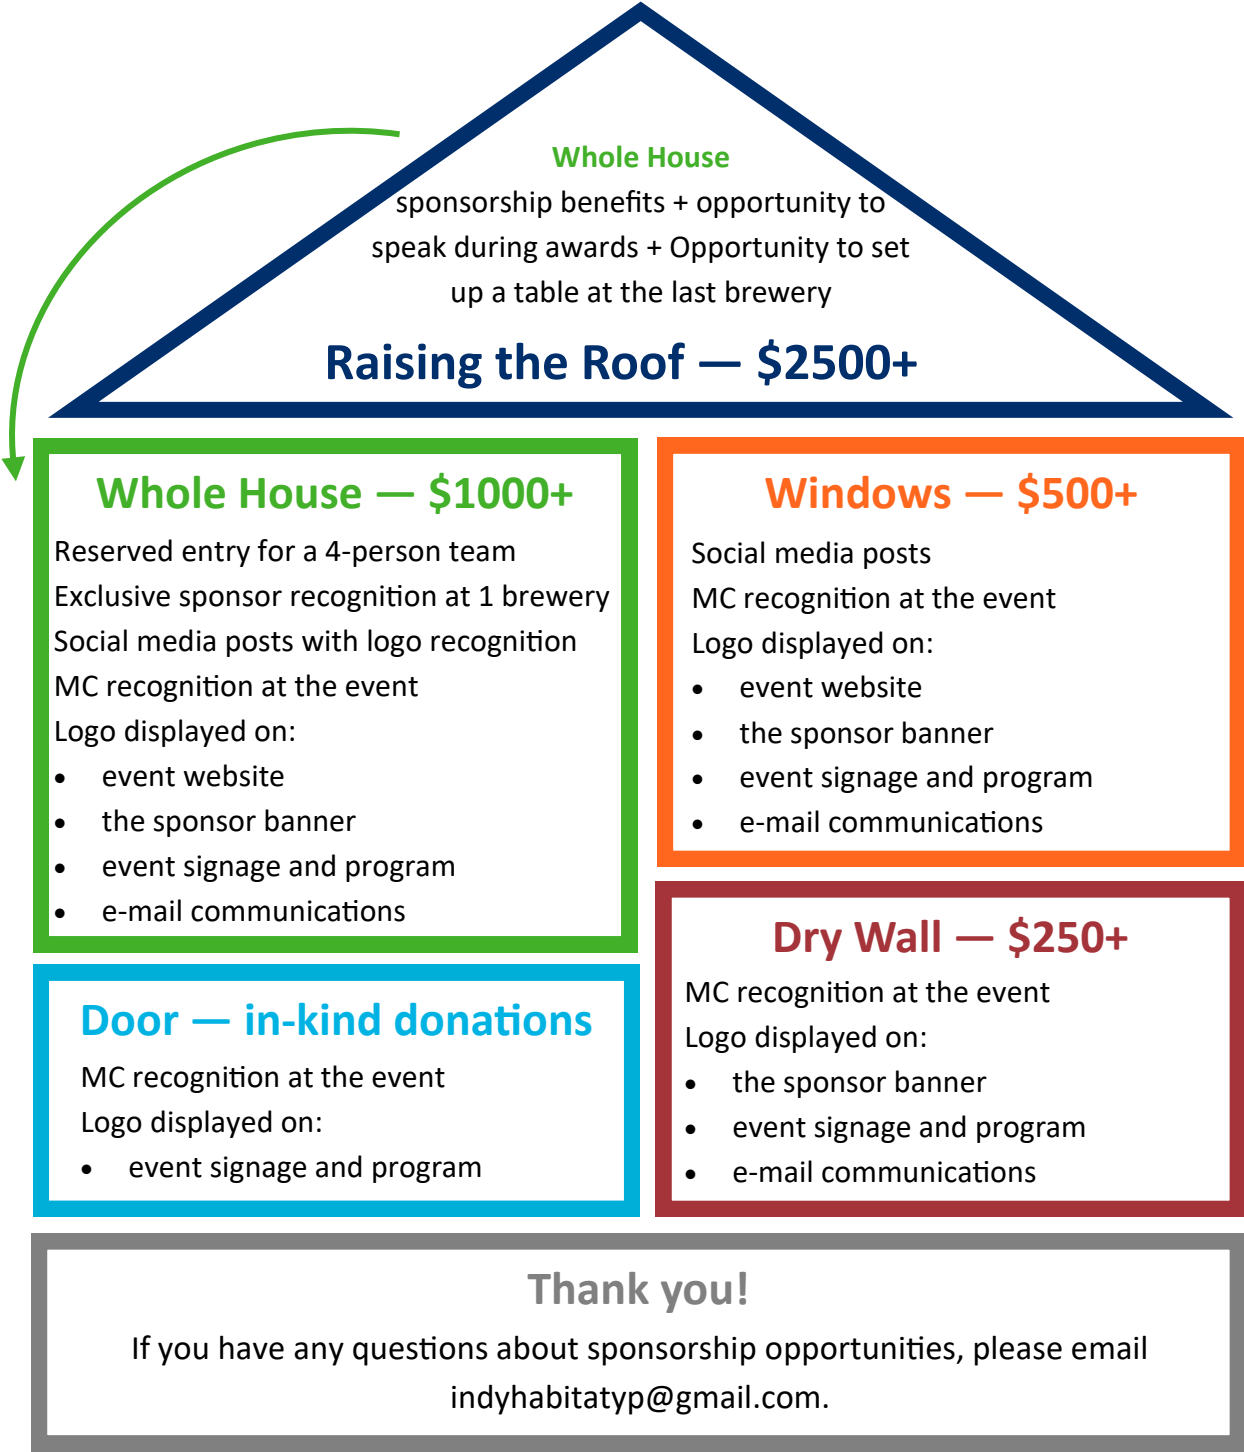 Whole House
sponsorship benefits + opportunity to
speak during awards + Opportunity to set
up a table at the last brewery
Raising the Roof — $2500+
Whole House — $1000+
Reserved entry for a 4-person team
Exclusive sponsor recognition at 1 brewery
Social media posts with logo recognition
MC recognition at the event
Logo displayed on:
• event website
• the sponsor banner
• event signage and program
• e-mail communications
Windows — $500+
Social media posts
MC recognition at the event
Logo displayed on:
• event website
• the sponsor banner
• event signage and program
• e-mail communications
Door — in-kind donations
MC recognition at the event
Logo displayed on:
• event signage and program
Dry Wall — $250+
MC recognition at the event
Logo displayed on:
• the sponsor banner
• event signage and program
• e-mail communications
Thank you!
If you have any questions about sponsorship opportunities, please email
indyhabitatyp@gmail.com.